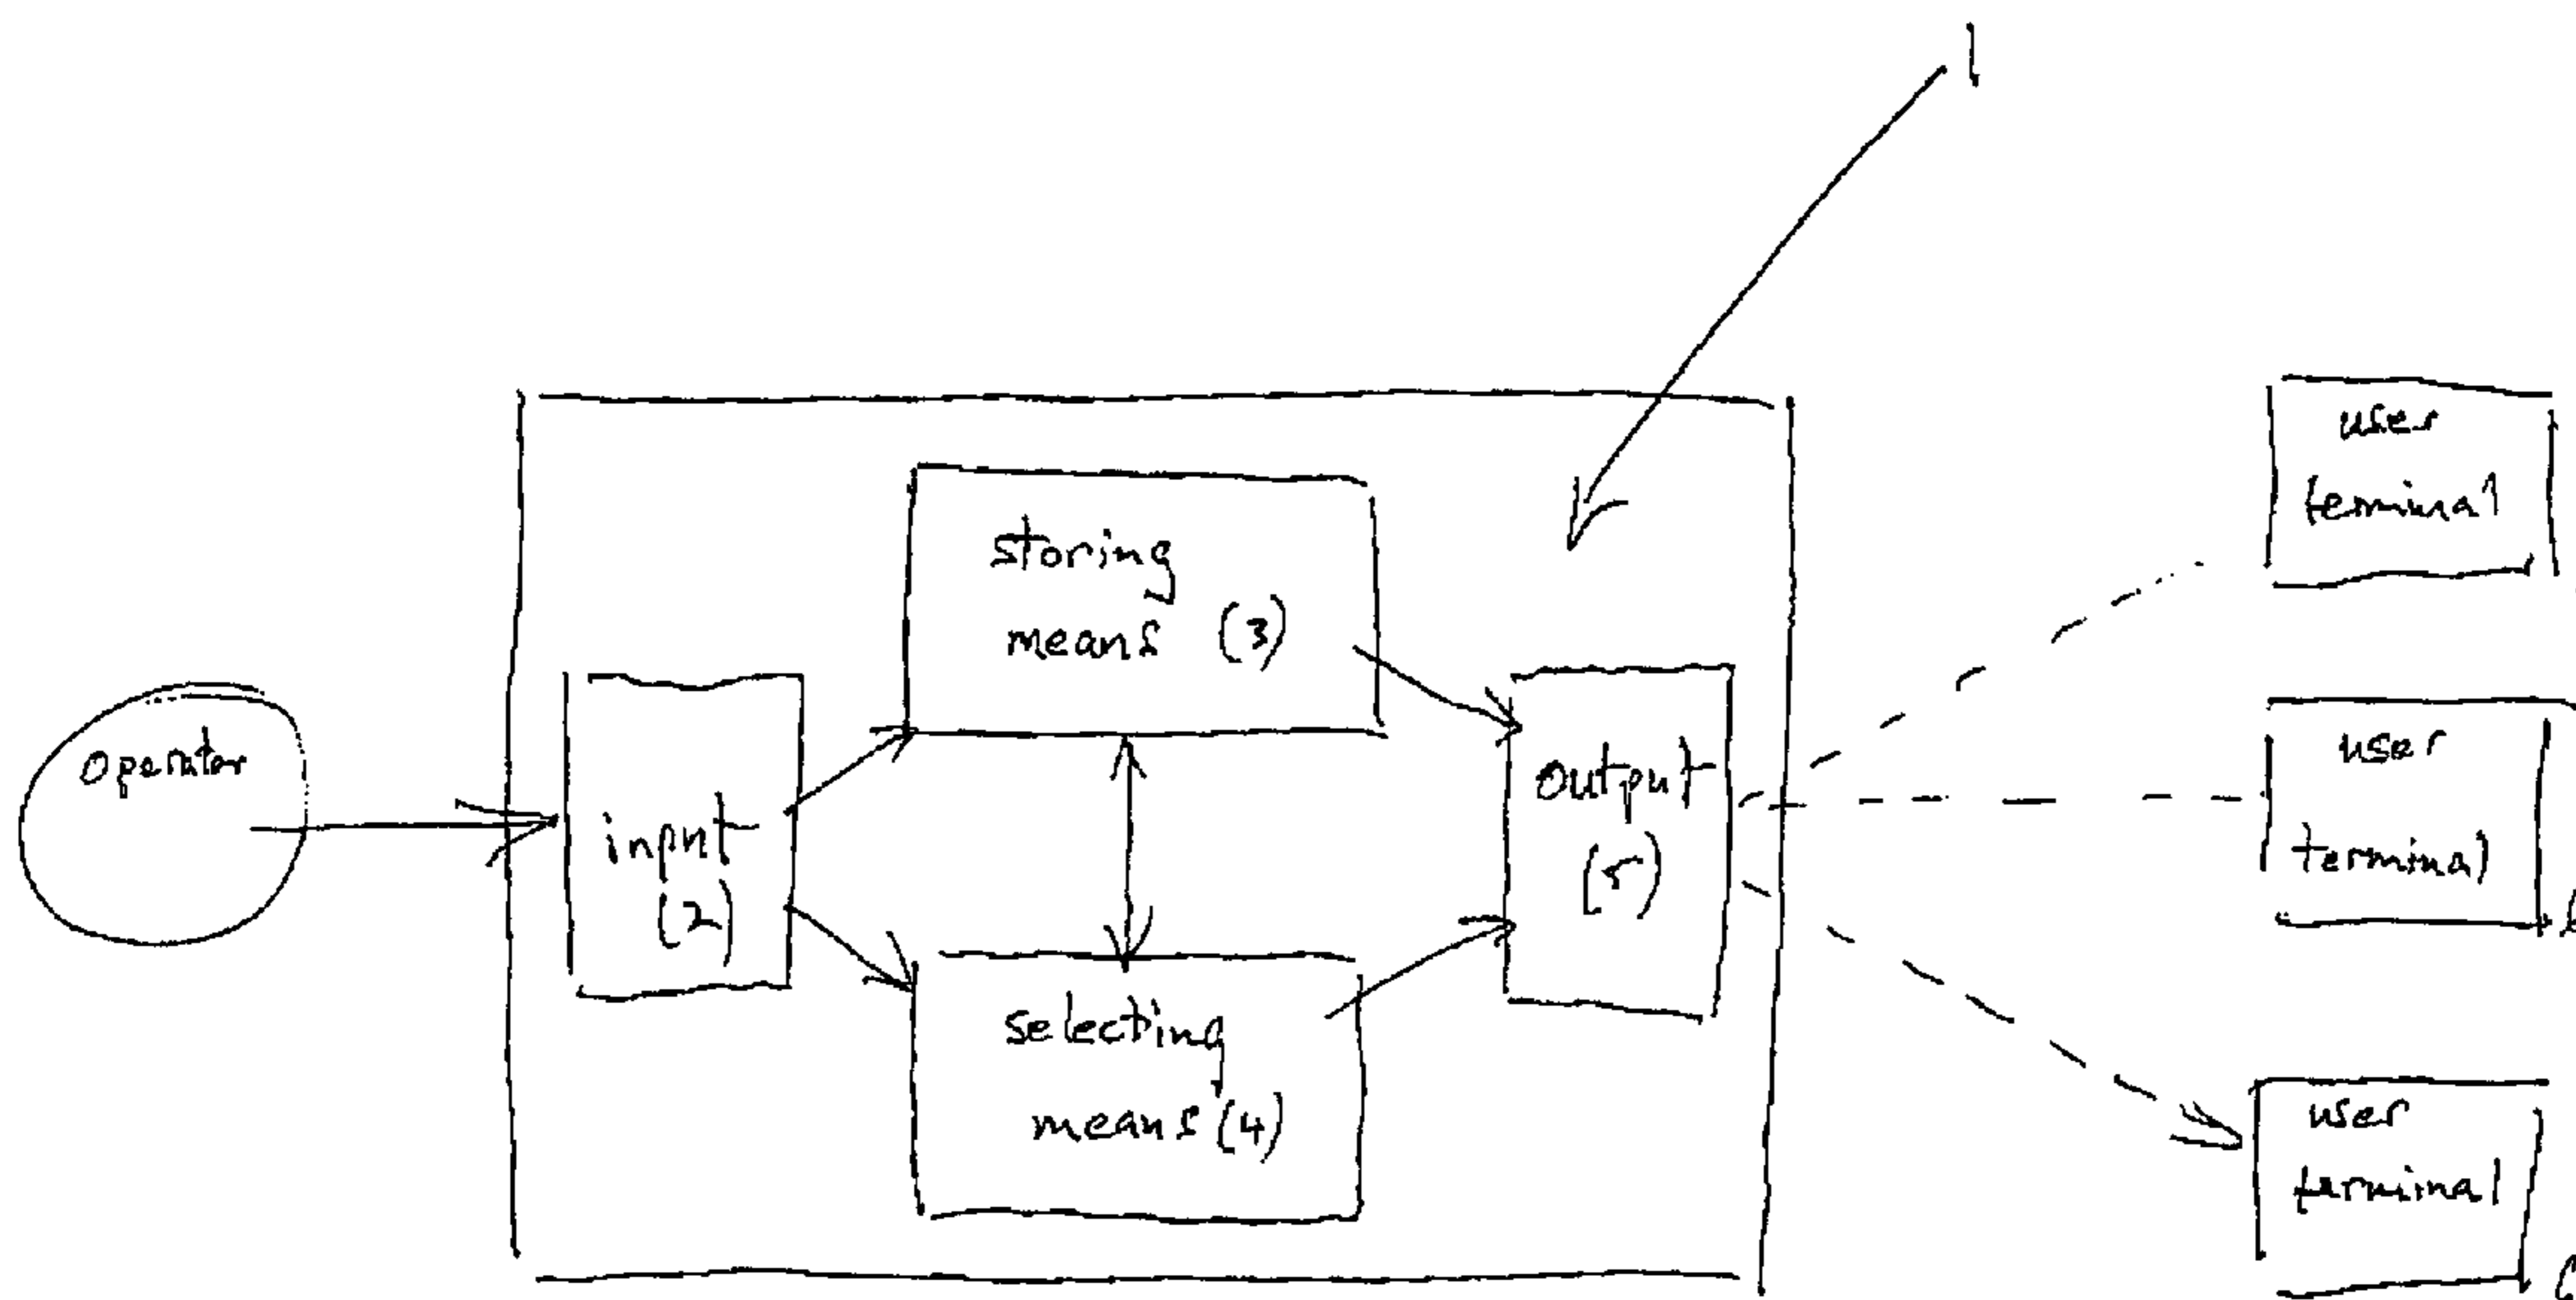 1
operator
input
(2)
storing
means (3)
selecting
means (4)
output
(5)
user
terminal
user
terminal
user
terminal